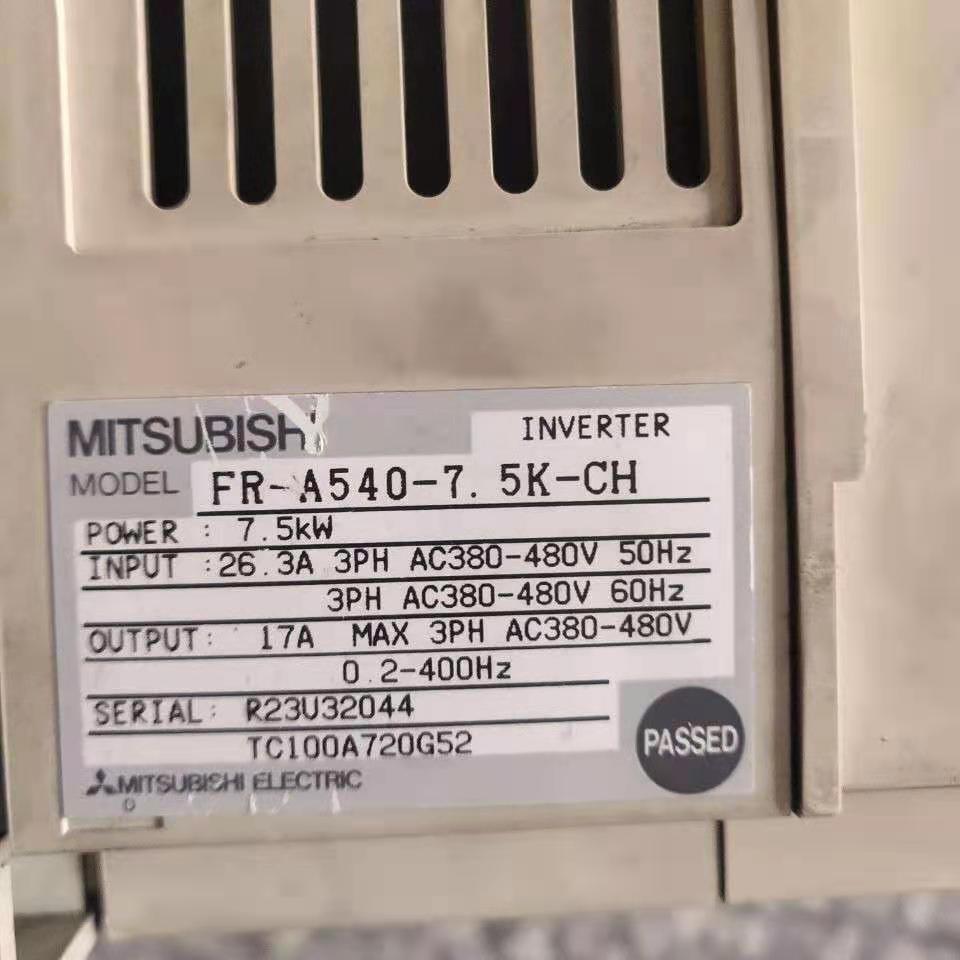 MITSUBISHI
INVERTER
MODEL FR-A540-7.5K-CH
POWER : 7.5kW
INPUT :26.3A 3PH AC380-480V 50Hz
3PH AC380-480V 60Hz
OUTPUT: 17A MAX 3PH AC380-480V
0.2-400Hz
SERIAL: R23U32044
TC100A720G52
PASSED
MITSUBISHI ELECTRIC
0